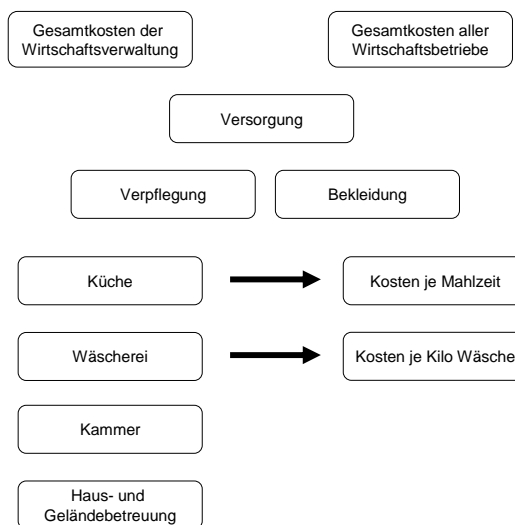 Gesamtkosten der
Wirtschaftsverwaltung
Gesamtkosten aller
Wirtschaftsbetriebe
Versorgung
Verpflegung
Bekleidung
Küche
Kosten je Mahlzeit
Wäscherei
Kosten je Kilo Wäsche
Kammer
Haus- und
Geländebetreuung